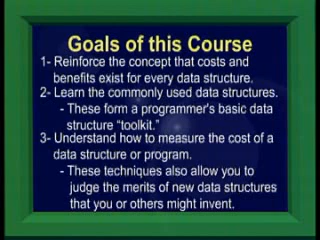 Goals of this Course
1- Reinforce the concept that costs and
benefits exist for every data structure.
2- Learn the commonly used data structures.
- These form a programmer's basic data
structure “toolkit.”
3- Understand how to measure the cost of a
data structure or program.
- These techniques also allow you to
judge the merits of new data structures
that you or others might invent.